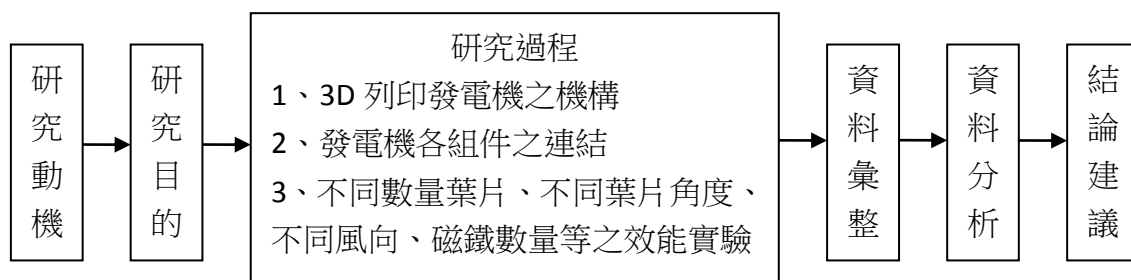 研究動機
研究目的
研究過程
1、3D 列印發電機之機構
2、發電機各組件之連結
3、不同數量葉片、不同葉片角度、
不同風向、磁鐵數量等之效能實驗
資料彙整
資料分析
結論建議